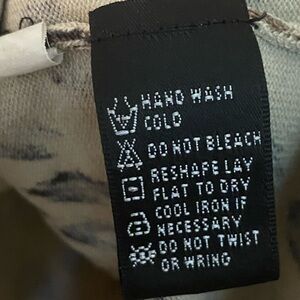 HAND WASH
COLD
DO NOT BLEACH
RESHAPE LAY
FLAT TO DRY
COOL IRON IF
NECESSARY
DO NOT TWIST
OR WRING